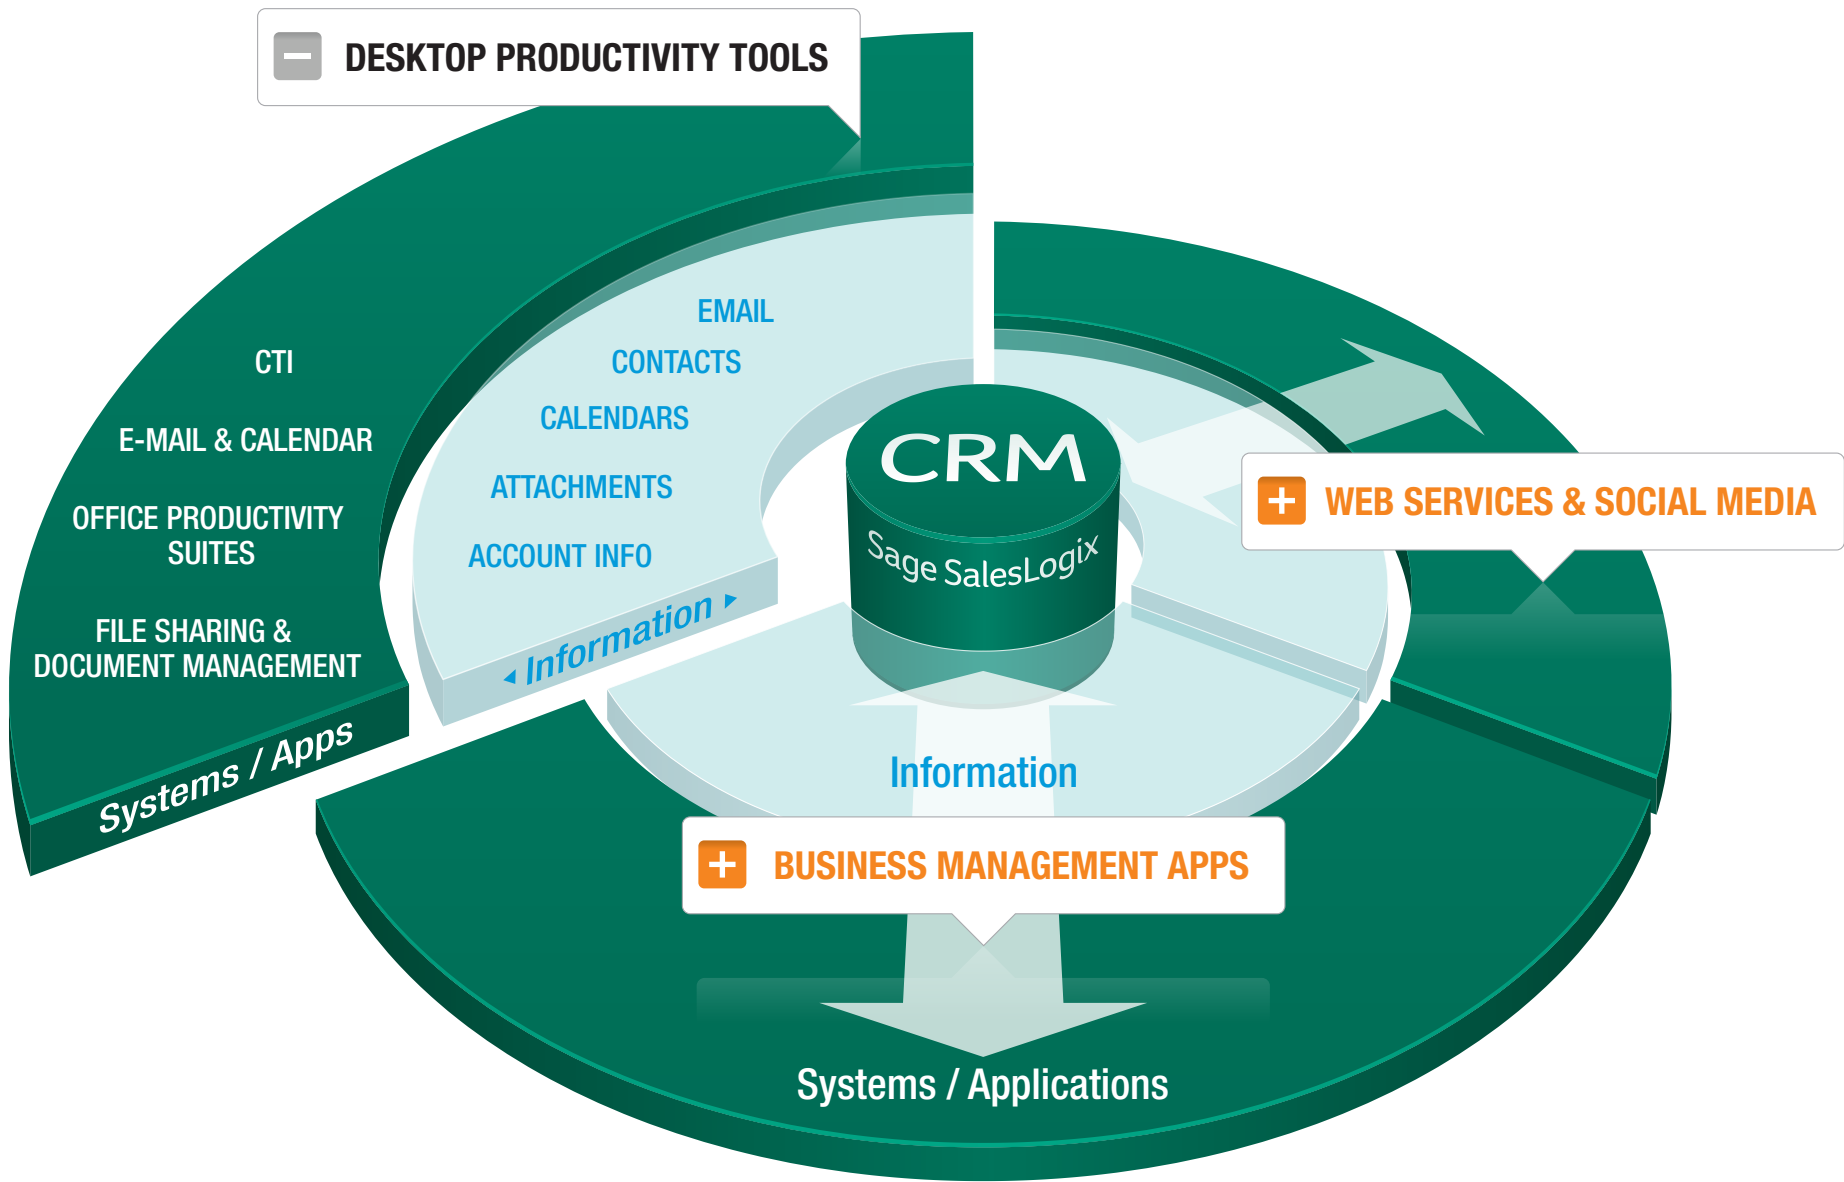 DESKTOP PRODUCTIVITY TOOLS
EMAIL
CONTACTS
CALENDARS
ATTACHMENTS
ACCOUNT INFO
Information
CTI
E-MAIL & CALENDAR
OFFICE PRODUCTIVITY
SUITES
FILE SHARING &
DOCUMENT MANAGEMENT
Systems / Apps
CRM
Sage SalesLogix
WEB SERVICES & SOCIAL MEDIA
Information
BUSINESS MANAGEMENT APPS
Systems / Applications